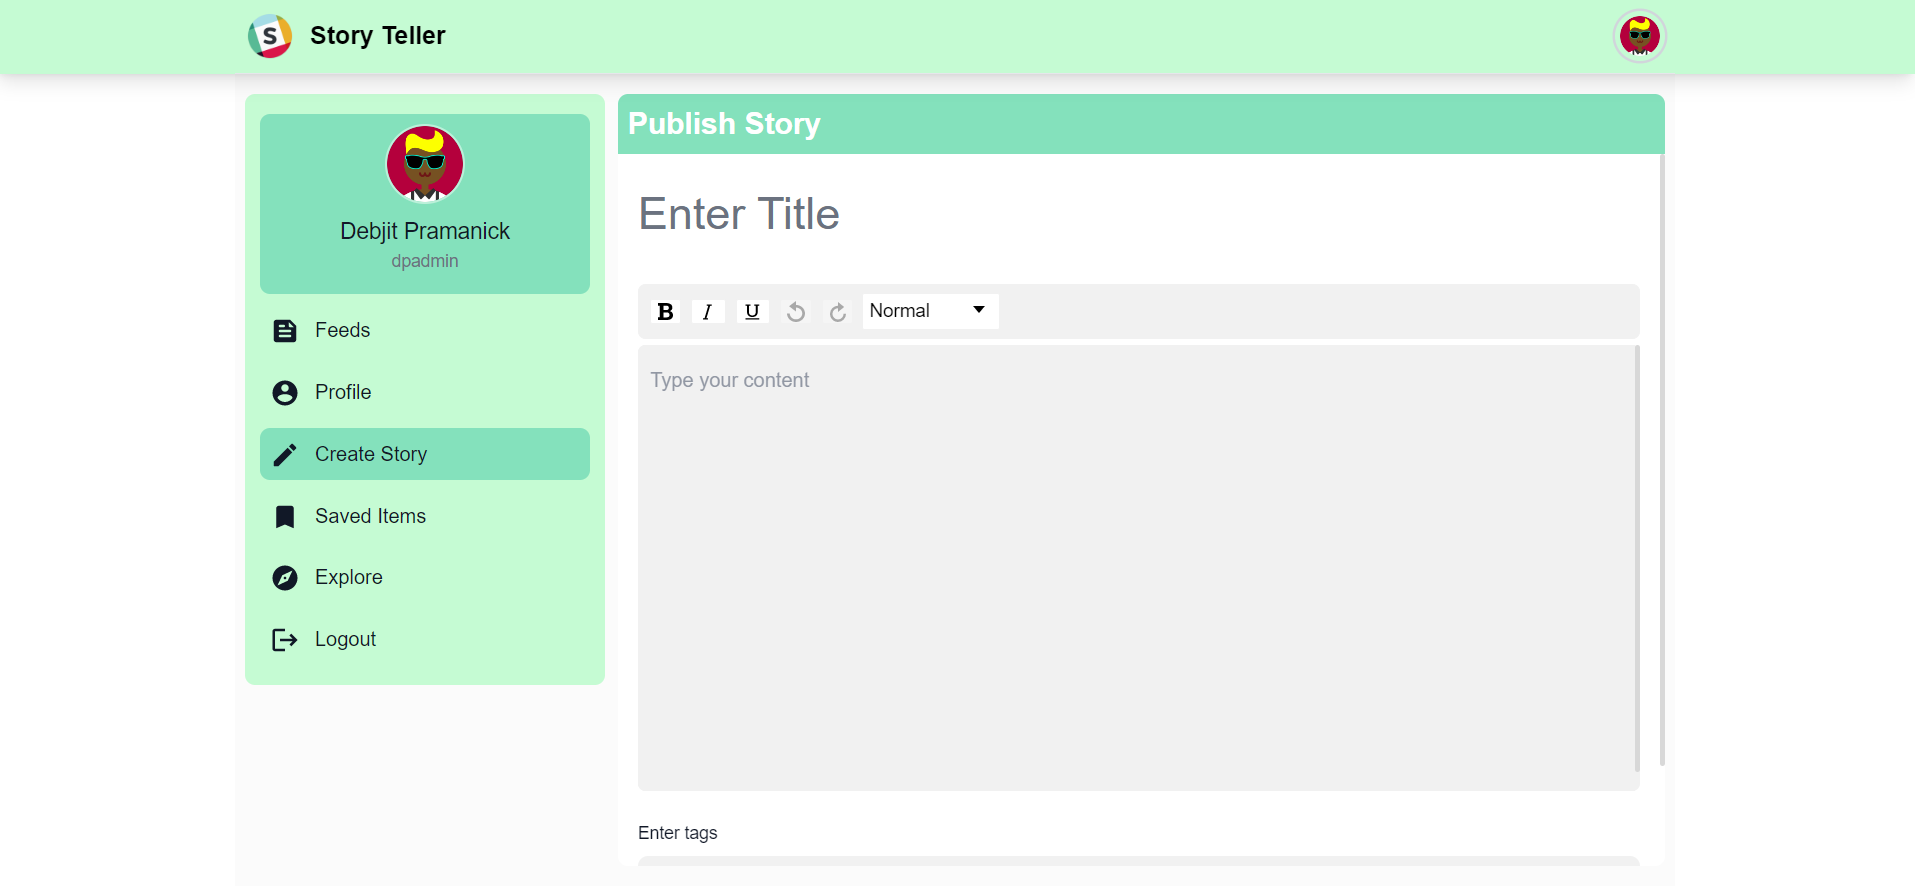 S Story Teller
Debjit Pramanick
dpadmin
Feeds
Profile
Create Story
Saved Items
Explore
Logout
Publish Story
Enter Title
B I U Normal
Type your content
Enter tags